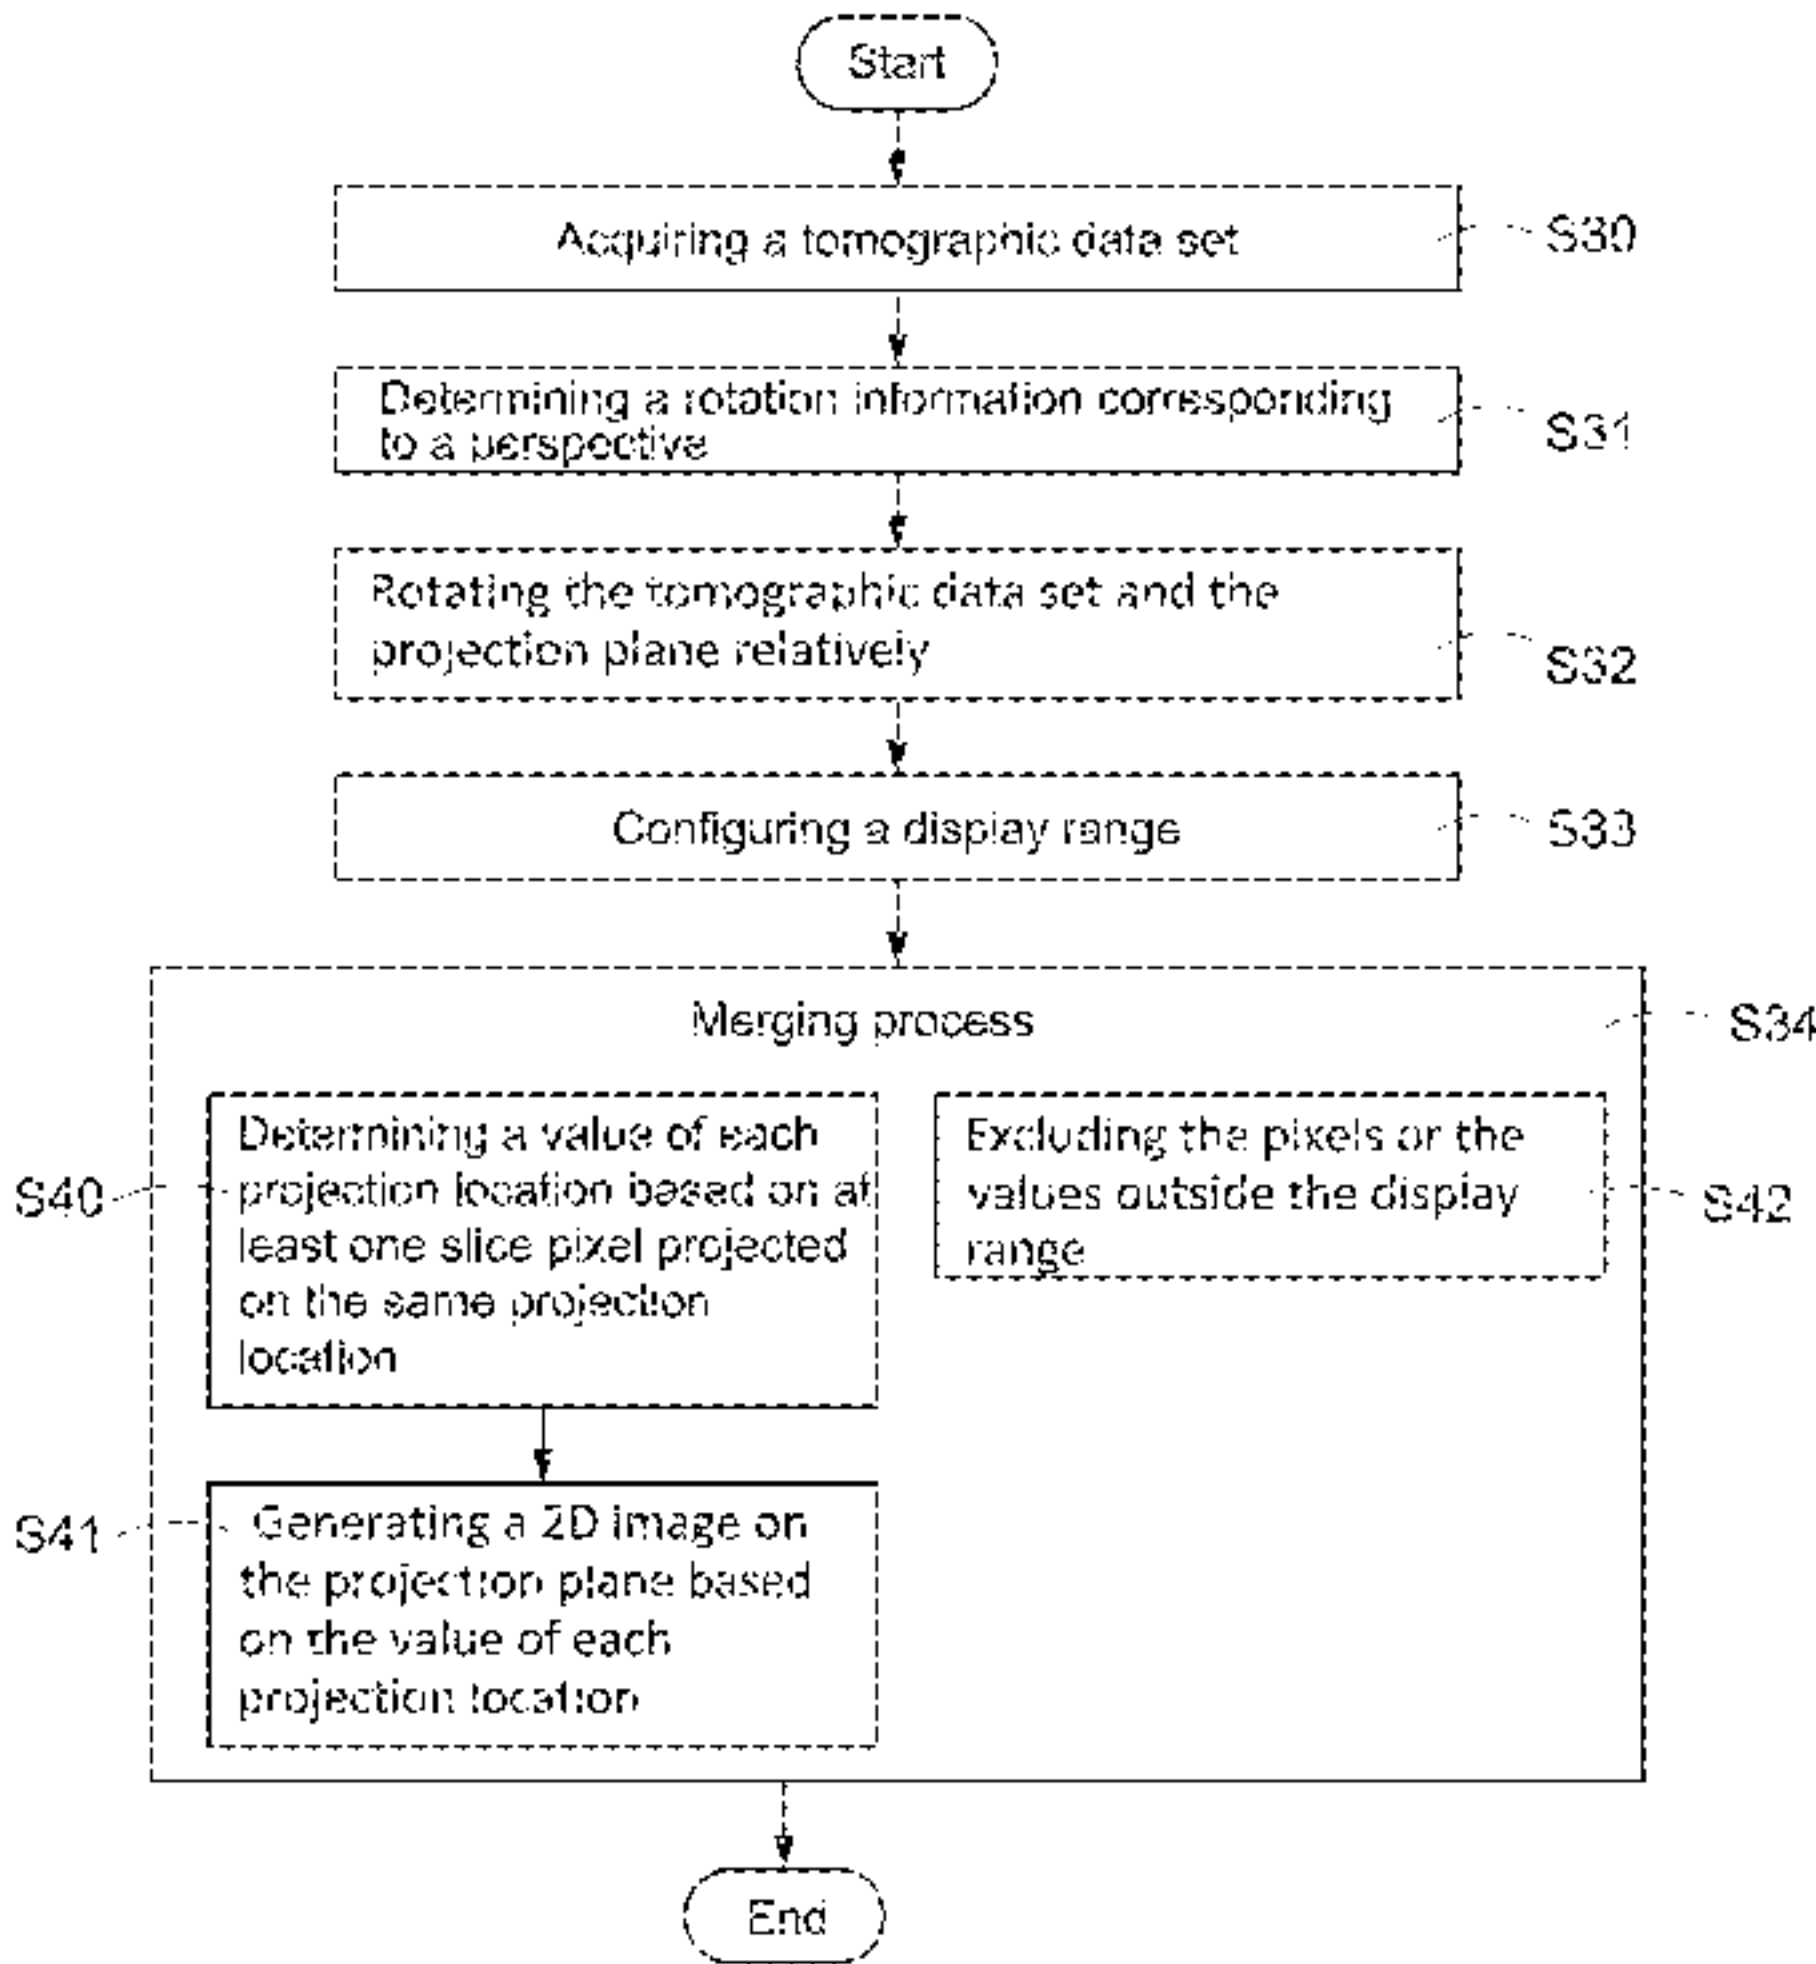 Start
Acquiring a tomographic data set
S30
Determining a rotation information corresponding
to a perspective
S31
Rotating the tomographic data set and the
projection plane relatively
S32
Configuring a display range
S33
Merging process
S34
Determining a value of each
projection location based on at
least one slice pixel projected
on the same projection
location
S40
Excluding the pixels or the
values outside the display
range
S42
Generating a 2D image on
the projection plane based
on the value of each
projection location
S41
End